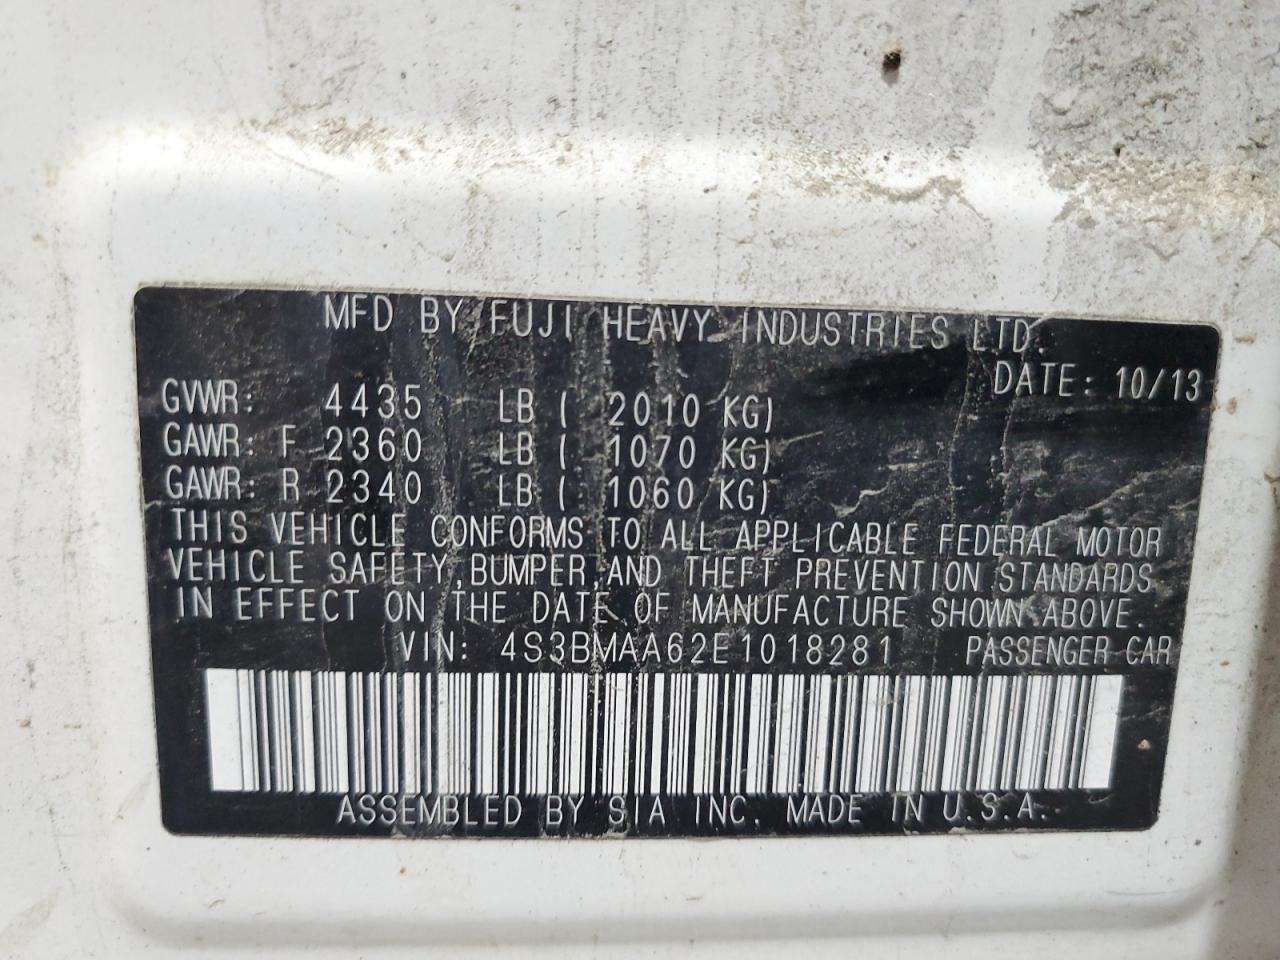 MFD BY FUJI HEAVY INDUSTRIES LTD.
DATE: 10/13
GVWR: 4435 LB ( 2010 KG)
GAWR: F 2360 LB ( 1070 KG)
GAWR: R 2340 LB ( 1060 KG)
THIS VEHICLE CONFORMS TO ALL APPLICABLE FEDERAL MOTOR
VEHICLE SAFETY, BUMPER, AND THEFT PREVENTION STANDARDS
IN EFFECT ON THE DATE OF MANUFACTURE SHOWN ABOVE.
VIN: 4S3BMAA62E1018281 PASSENGER CAR
ASSEMBLED BY SIA INC. MADE IN U.S.A.